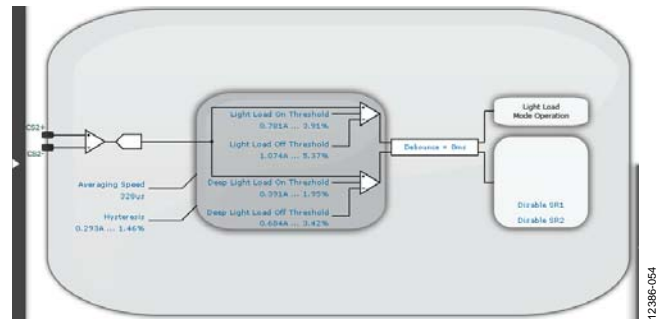 CS2+
CS2-
Light Load On Threshold
0.781A ... 3.91%
Light Load Off Threshold
1.074A ... 5.37%
Deep Light Load On Threshold
0.391A ... 1.95%
Deep Light Load Off Threshold
0.684A ... 3.42%
Averaging Speed
328us
Hysteresis
0.293A ... 1.46%
Debounce = 0ms
Light Load
Mode Operation
Disable SR1
Disable SR2
12386-054